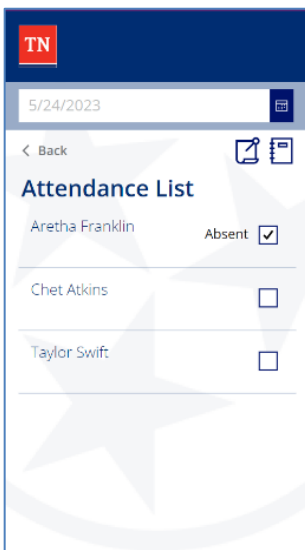 TN
5/24/2023
< Back
Attendance List
Aretha Franklin
Absent
Chet Atkins
Taylor Swift